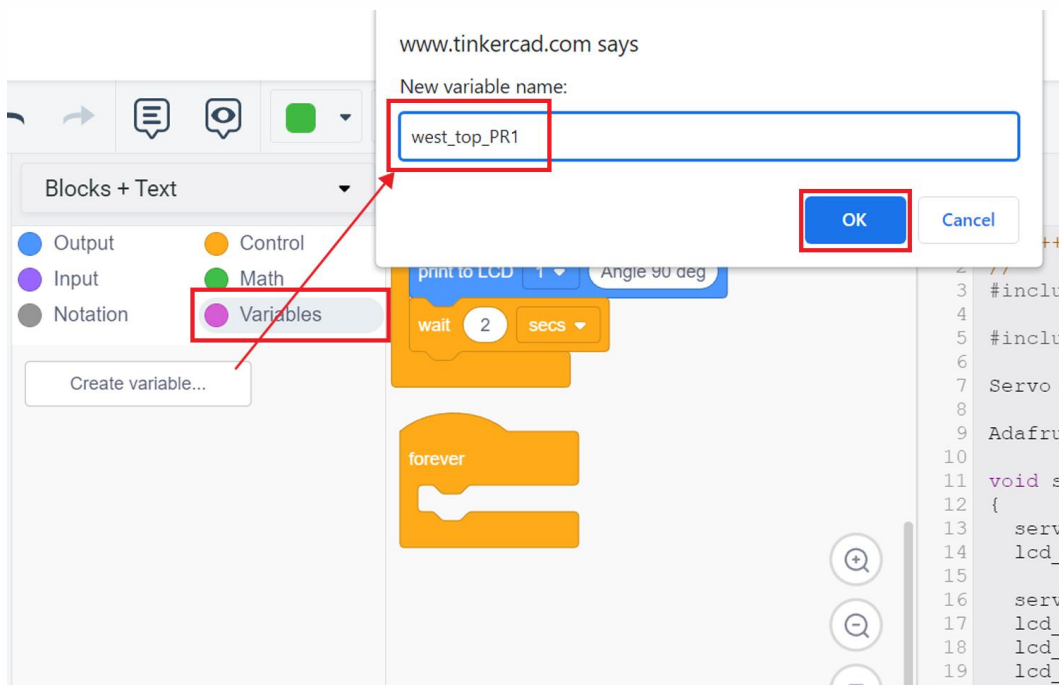 www.tinkercad.com says
New variable name:
west_top_PR1
OK Cancel
Blocks + Text
Output Control
Input Math
Notation Variables
Create variable...
print to LCD 1 Angle 90 deg
wait 2 secs
forever
2 //
3 #inclu
4
5 #inclu
6
7 Servo
8
9 Adafru
10
11 void s
12 {
13 serv
14 lcd_
15
16 serv
17 lcd_
18 lcd_
19 lcd_